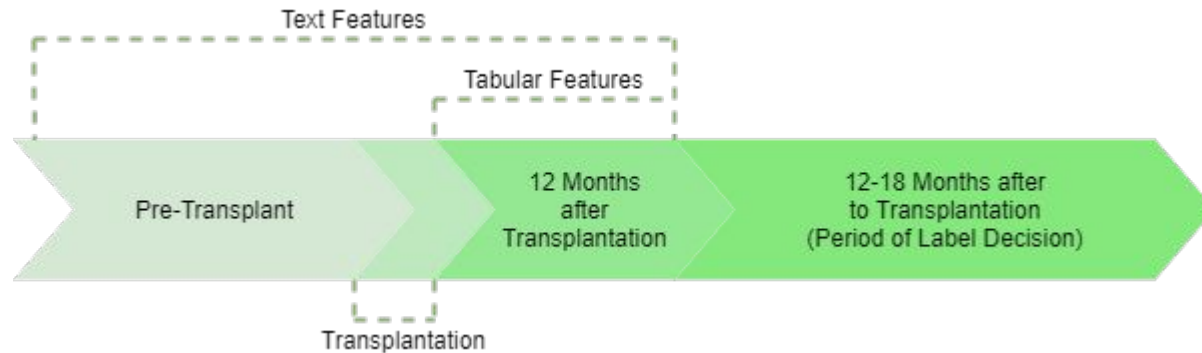 Text Features
Tabular Features
Pre-Transplant
12 Months
after
Transplantation
12-18 Months after
to Transplantation
(Period of Label Decision)
Transplantation